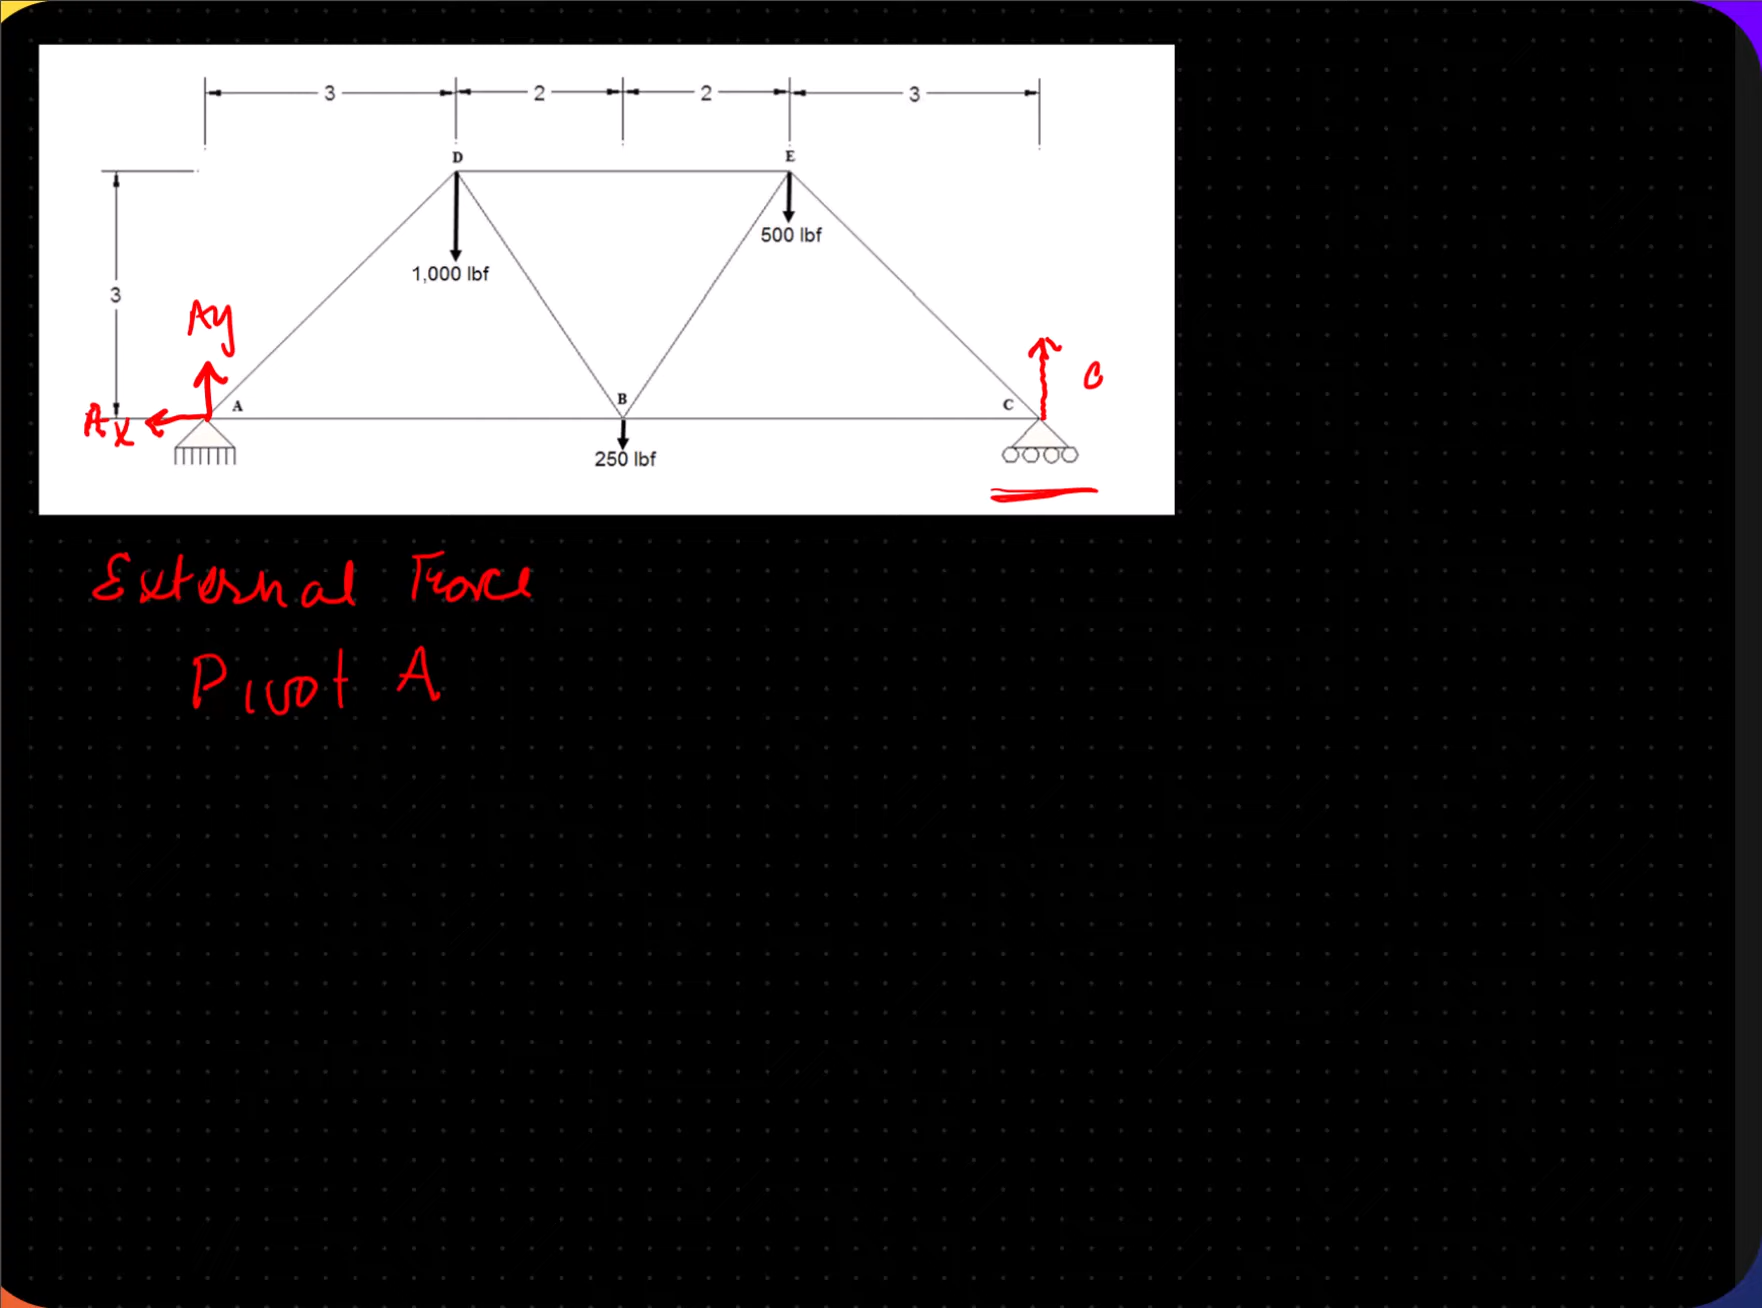 3 2 2 3
D E
500 lbf
1,000 lbf
3
Ay
C
A B C
Ax
250 lbf
External Force
Pivot A